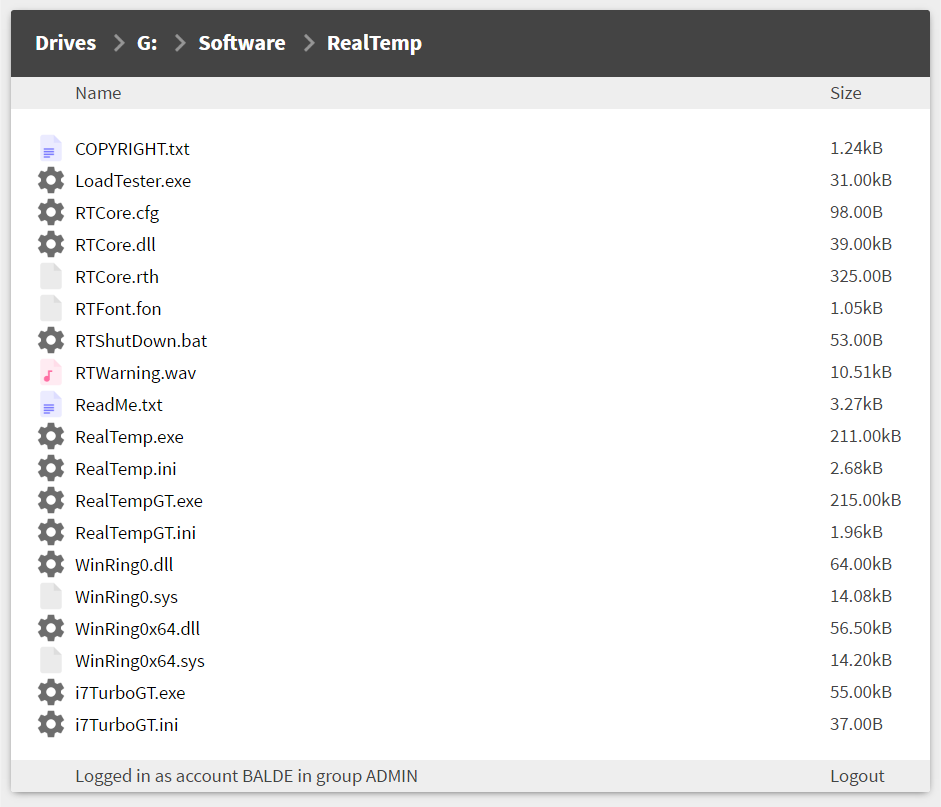 Drives > G: > Software > RealTemp
Name Size
COPYRIGHT.txt 1.24kB
LoadTester.exe 31.00kB
RTCore.cfg 98.00B
RTCore.dll 39.00kB
RTCore.rth 325.00B
RTFont.fon 1.05kB
RTShutDown.bat 53.00B
RTWarning.wav 10.51kB
ReadMe.txt 3.27kB
RealTemp.exe 211.00kB
RealTemp.ini 2.68kB
RealTempGT.exe 215.00kB
RealTempGT.ini 1.96kB
WinRing0.dll 64.00kB
WinRing0.sys 14.08kB
WinRing0x64.dll 56.50kB
WinRing0x64.sys 14.20kB
i7TurboGT.exe 55.00kB
i7TurboGT.ini 37.00B
Logged in as account BALDE in group ADMIN Logout